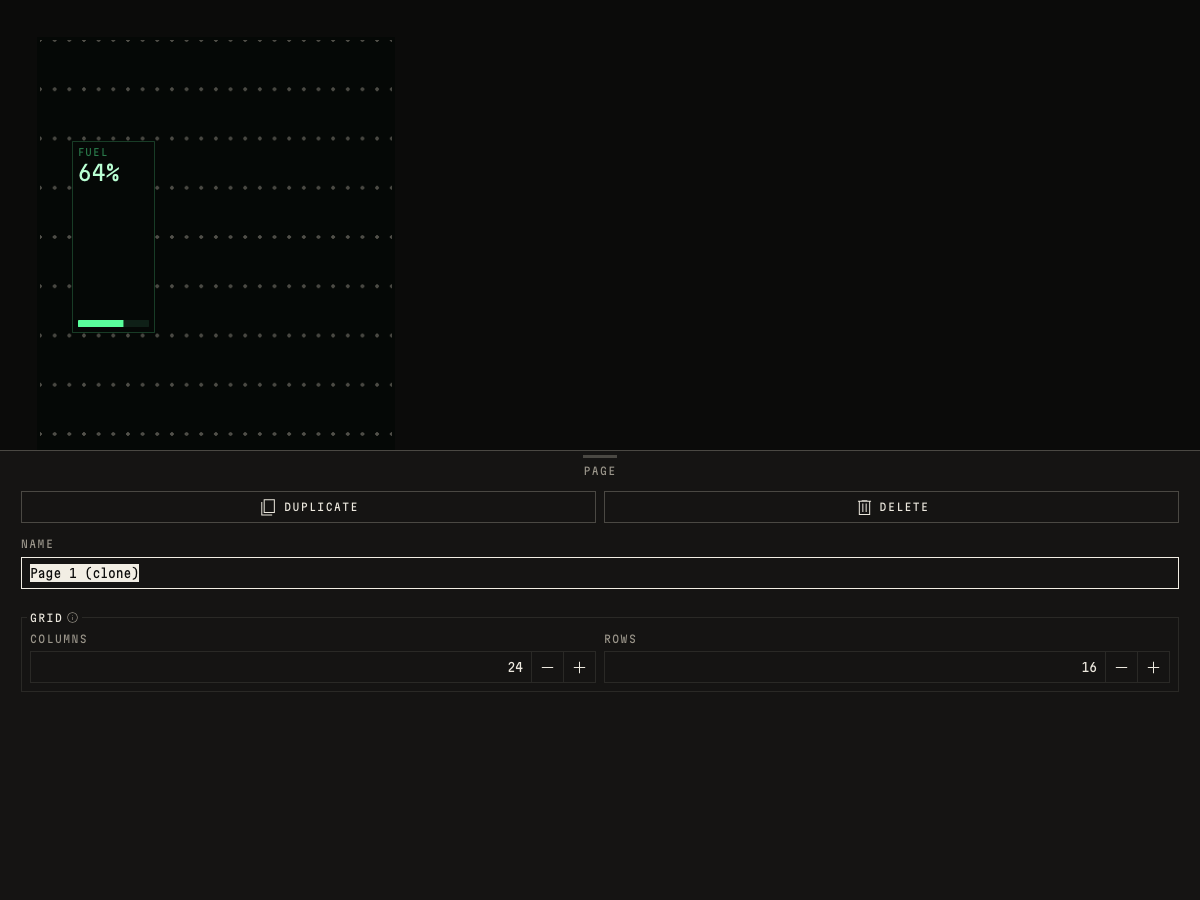 FUEL
64%
PAGE
DUPLICATE
DELETE
NAME
Page 1 (clone)
GRID
COLUMNS
ROWS
24
16